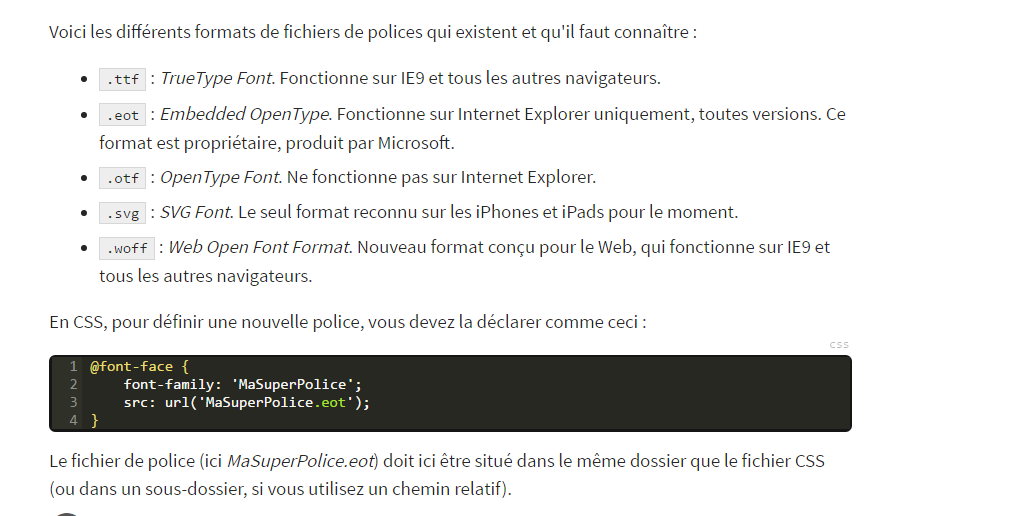 Voici les différents formats de fichiers de polices qui existent et qu'il faut connaître :
.ttf : TrueType Font. Fonctionne sur IE9 et tous les autres navigateurs.
.eot : Embedded OpenType. Fonctionne sur Internet Explorer uniquement, toutes versions. Ce
format est propriétaire, produit par Microsoft.
.otf : OpenType Font. Ne fonctionne pas sur Internet Explorer.
.svg : SVG Font. Le seul format reconnu sur les iPhones et iPads pour le moment.
.woff : Web Open Font Format. Nouveau format conçu pour le Web, qui fonctionne sur IE9 et
tous les autres navigateurs.
En CSS, pour définir une nouvelle police, vous devez la déclarer comme ceci :
css
1 @font-face {
2 font-family: 'MaSuperPolice';
3 src: url('MaSuperPolice.eot');
4 }
Le fichier de police (ici MaSuperPolice.eot) doit ici être situé dans le même dossier que le fichier CSS
(ou dans un sous-dossier, si vous utilisez un chemin relatif).